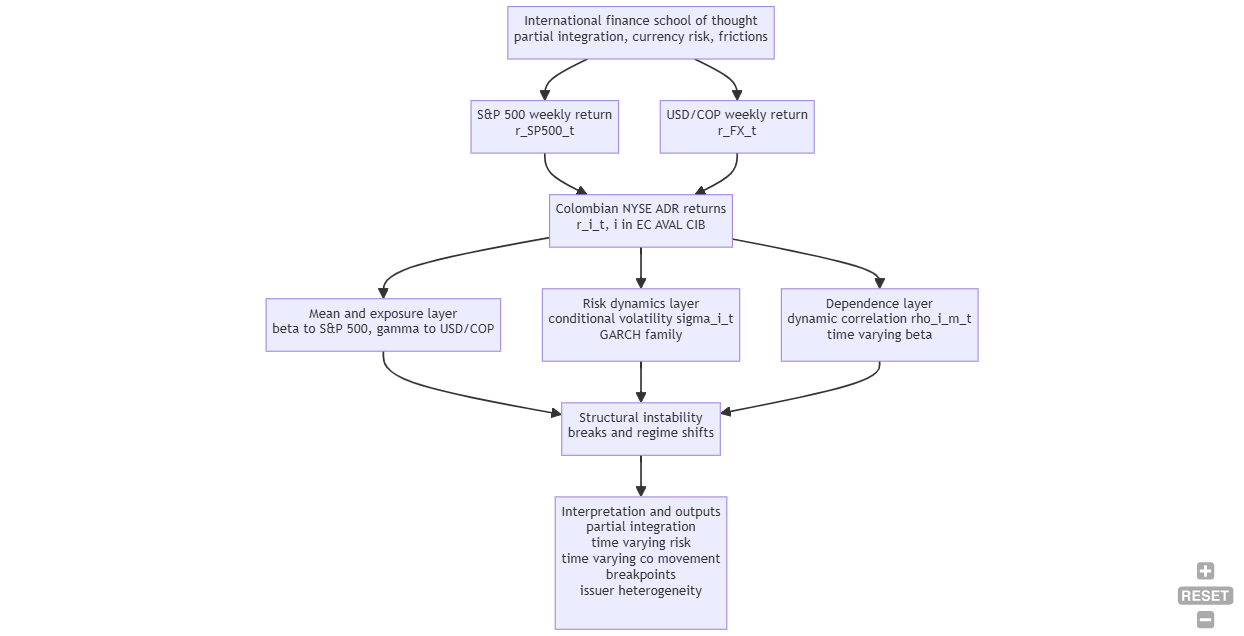 International finance school of thought
partial integration, currency risk, frictions
S&P 500 weekly return
r_SP500_t
USD/COP weekly return
r_FX_t
Colombian NYSE ADR returns
r_i_t, i in EC AVAL CIB
Mean and exposure layer
beta to S&P 500, gamma to USD/COP
Risk dynamics layer
conditional volatility sigma_i_t
GARCH family
Dependence layer
dynamic correlation rho_i_m_t
time varying beta
Structural instability
breaks and regime shifts
Interpretation and outputs
partial integration
time varying risk
time varying co movement
breakpoints
issuer heterogeneity
RESET